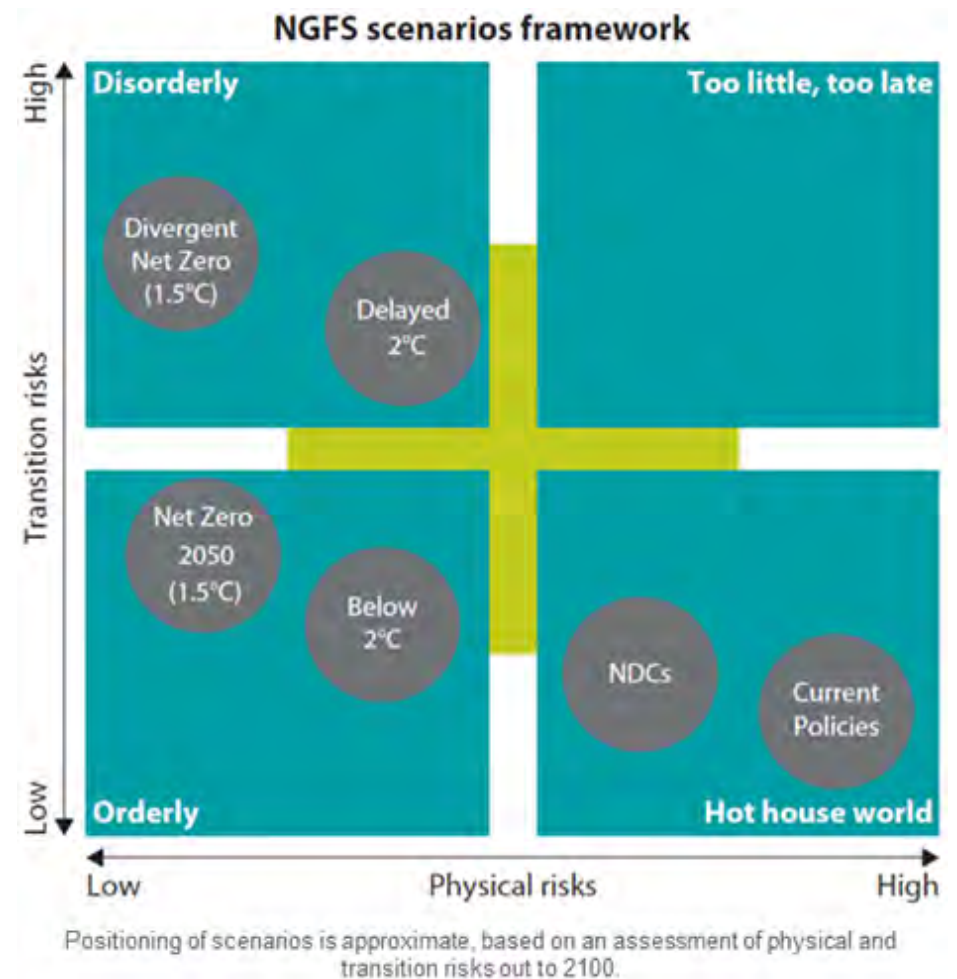 NGFS scenarios framework
High
Disorderly
Too little, too late
Divergent
Net Zero
(1.5°C)
Delayed
2°C
Transition risks
Net Zero
2050
(1.5°C)
Below
2°C
NDCs
Current
Policies
Low
Orderly
Hot house world
Low
Physical risks
High
Positioning of scenarios is approximate, based on an assessment of physical and
transition risks out to 2100.